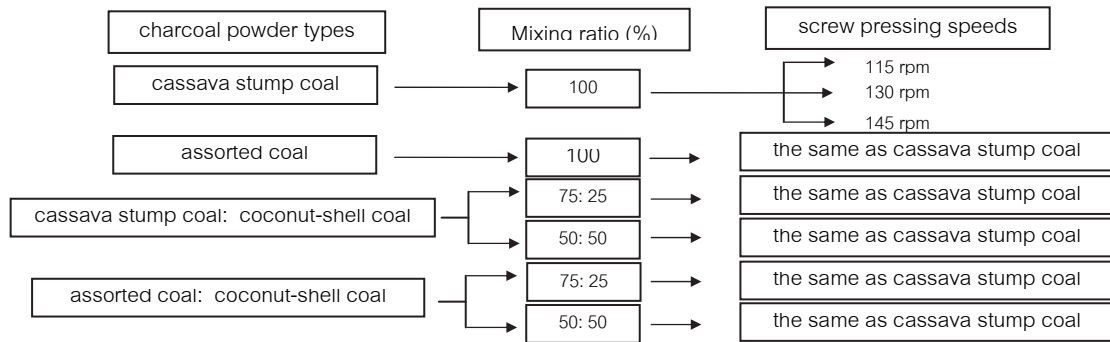 charcoal powder types
Mixing ratio (%)
screw pressing speeds
cassava stump coal
100
115 rpm
130 rpm
145 rpm
assorted coal
100
the same as cassava stump coal
cassava stump coal: coconut-shell coal
75: 25
the same as cassava stump coal
50: 50
the same as cassava stump coal
assorted coal: coconut-shell coal
75: 25
the same as cassava stump coal
50: 50
the same as cassava stump coal